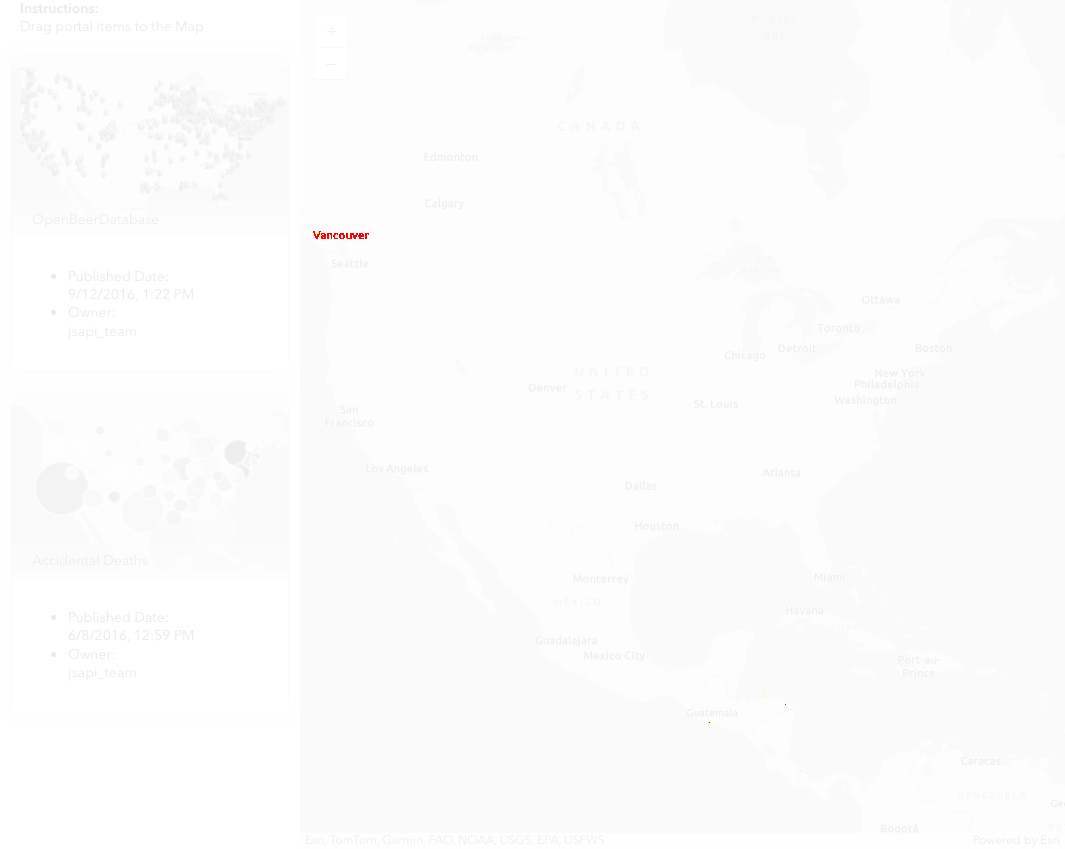 Instructions:
Drag portal items to the Map
OpenBeerDatabase
Published Date:
9/12/2016, 1:22 PM
Owner:
jsapi_team
Accidental Deaths
Published Date:
6/8/2016, 12:59 PM
Owner:
jsapi_team
+
−
CANADA
Edmonton
Calgary
Vancouver
Seattle
Ottawa
Toronto
Detroit
Boston
Chicago
New York
UNITED
STATES
Philadelphia
Denver
Washington
St. Louis
San
Francisco
Los Angeles
Atlanta
Dallas
Houston
Miami
Monterrey
MÉXICO
Havana
CUBA
Guadalajara
Mexico City
Port-au-
Prince
Guatemala
Caracas
VENEZUELA
Bogotá
Esri, TomTom, Garmin, FAO, NOAA, USGS, EPA, USFWS
Powered by Esri